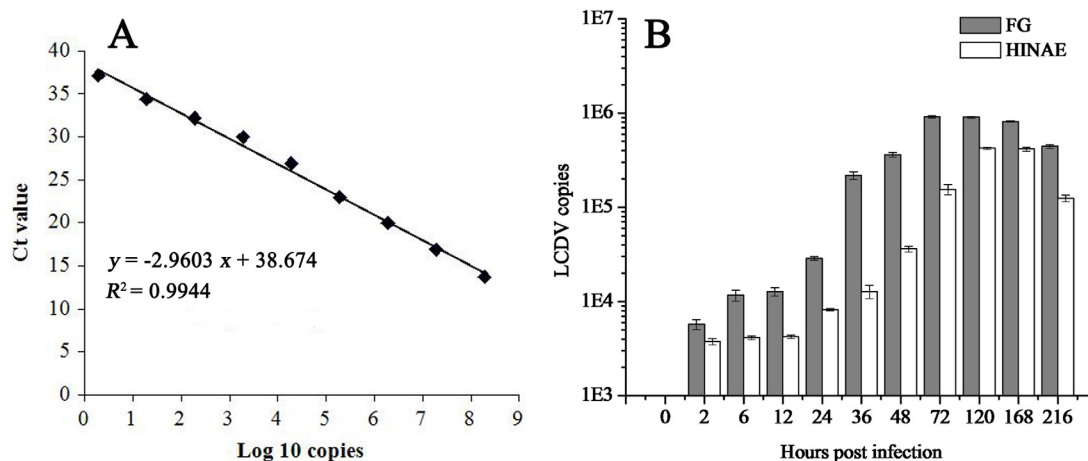 A
40
35
30
25
20
15
10
5
0
Ct value
y = -2.9603 x + 38.674
R² = 0.9944
0 1 2 3 4 5 6 7 8 9
Log 10 copies
B
FG
HINAE
1E7
1E6
1E5
1E4
1E3
LCDV copies
0 2 6 12 24 36 48 72 120 168 216
Hours post infection